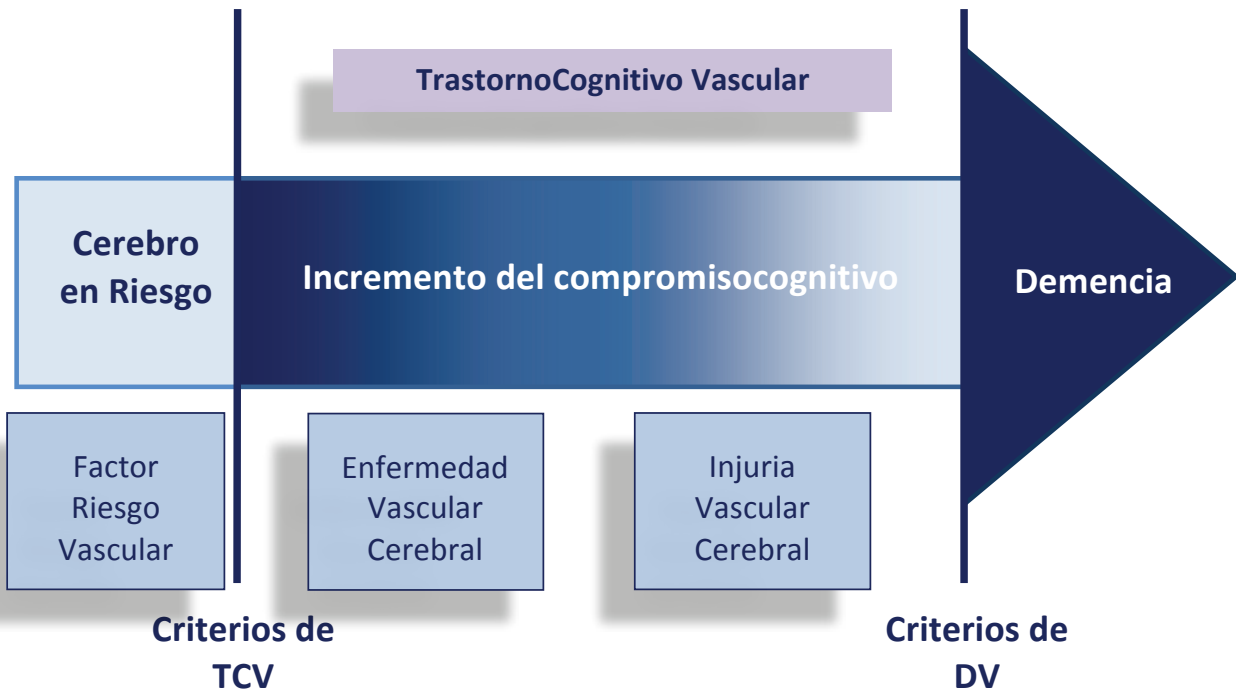 TrastornoCognitivo Vascular
Cerebro
en Riesgo
Incremento del compromisocognitivo
Demencia
Factor
Riesgo
Vascular
Enfermedad
Vascular
Cerebral
Injuria
Vascular
Cerebral
Criterios de
TCV
Criterios de
DV